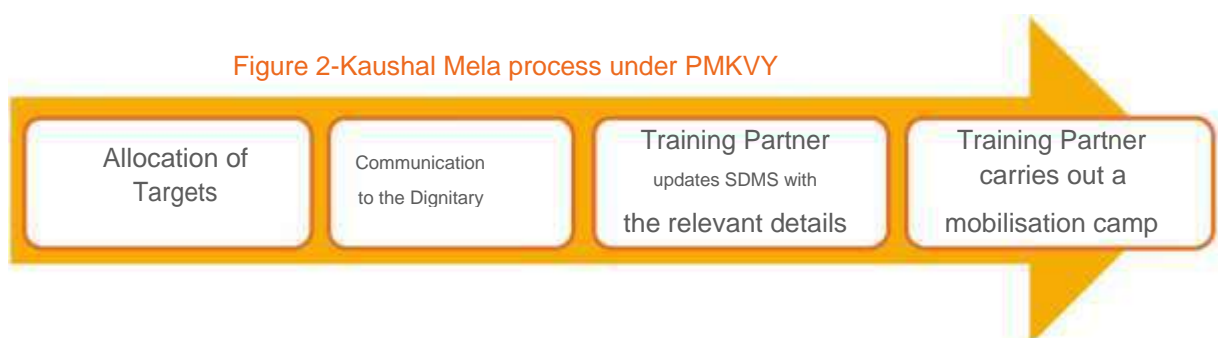 Figure 2-Kaushal Mela process under PMKVY
Allocation of
Targets
Communication
to the Dignitary
Training Partner
updates SDMS with
the relevant details
Training Partner
carries out a
mobilisation camp